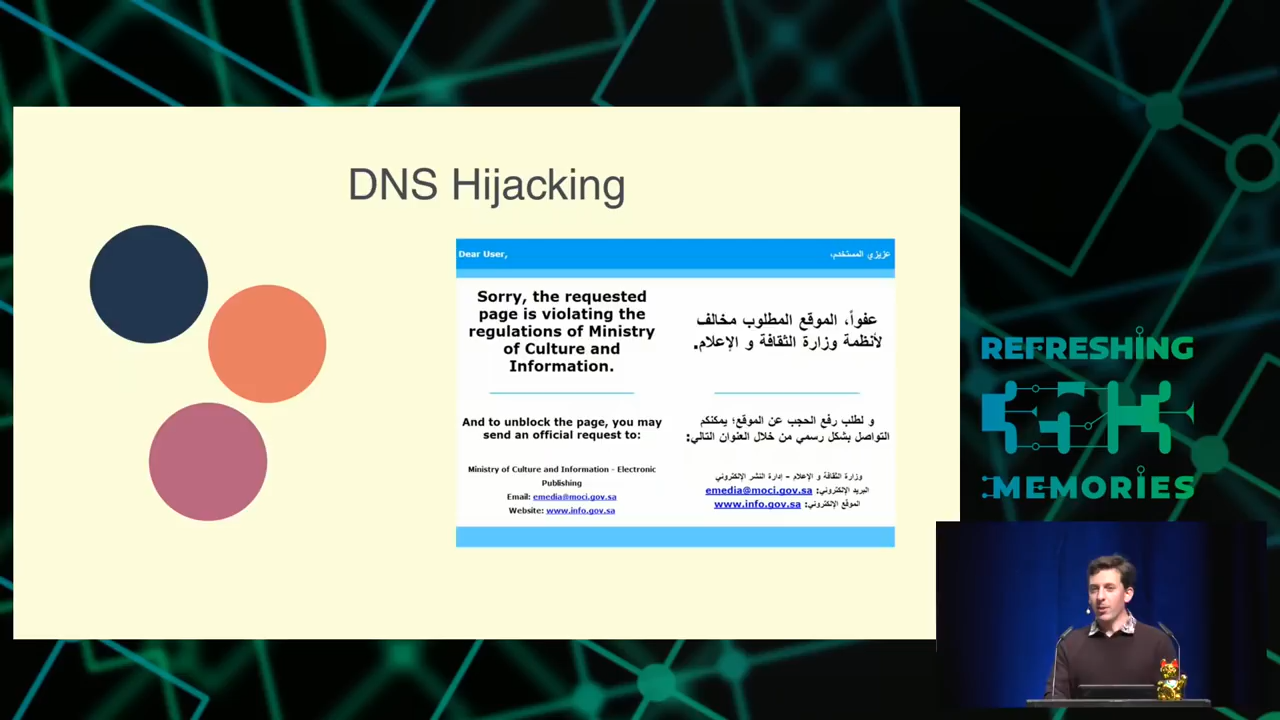 DNS Hijacking
Dear User,
عزيزي المستخدم،
Sorry, the requested
page is violating the
regulations of Ministry
of Culture and
Information.
عفواً، الموقع المطلوب مخالف
لأنظمة وزارة الثقافة و الإعلام.
And to unblock the page, you may
send an official request to:
و لطلب رفع الحجب عن الموقع؛ يمكنكم
التواصل بشكل رسمي من خلال العنوان التالي:
Ministry of Culture and Information - Electronic
Publishing
Email: emedia@moci.gov.sa
Website: www.info.gov.sa
وزارة الثقافة و الإعلام - إدارة النشر الإلكتروني
البريد الإلكتروني: emedia@moci.gov.sa
الموقع الإلكتروني: www.info.gov.sa
REFRESHING
MEMORIES